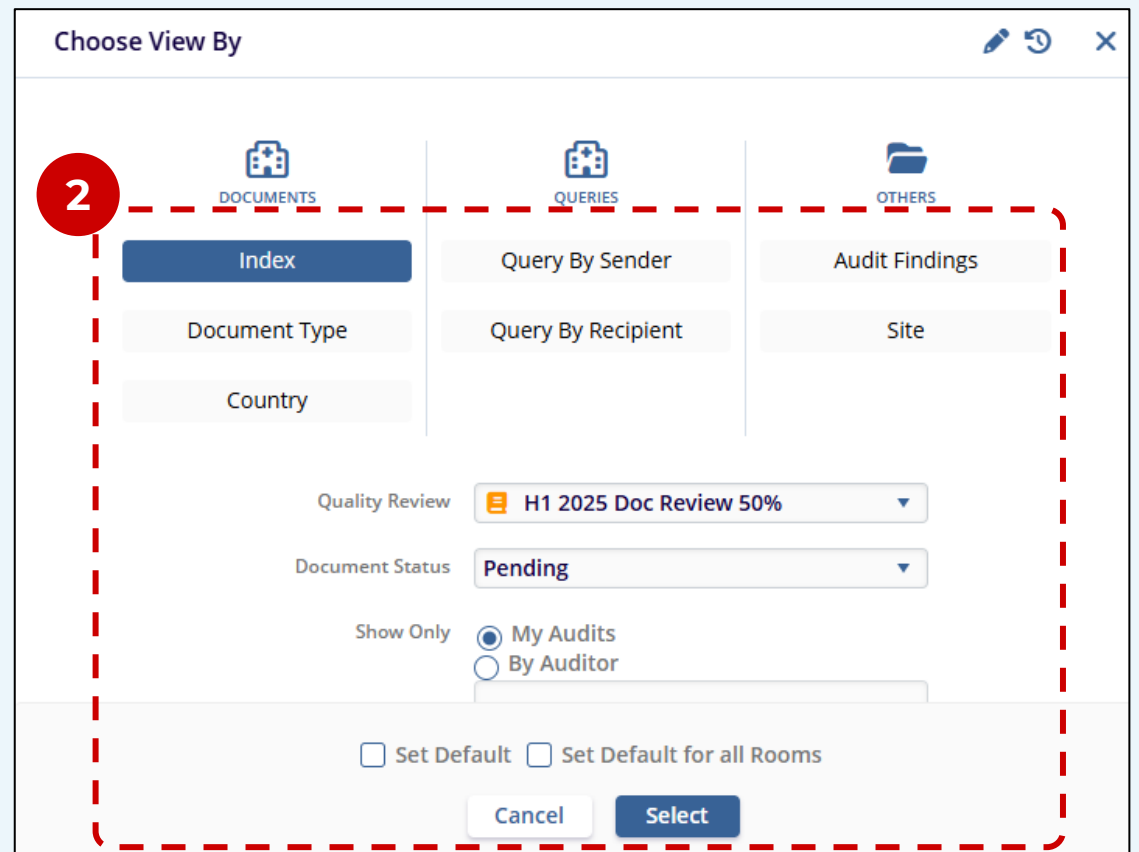 Choose View By
2
DOCUMENTS QUERIES OTHERS
Index Query By Sender Audit Findings
Document Type Query By Recipient Site
Country
Quality Review H1 2025 Doc Review 50%
Document Status Pending
Show Only My Audits
By Auditor
Set Default Set Default for all Rooms
Cancel Select